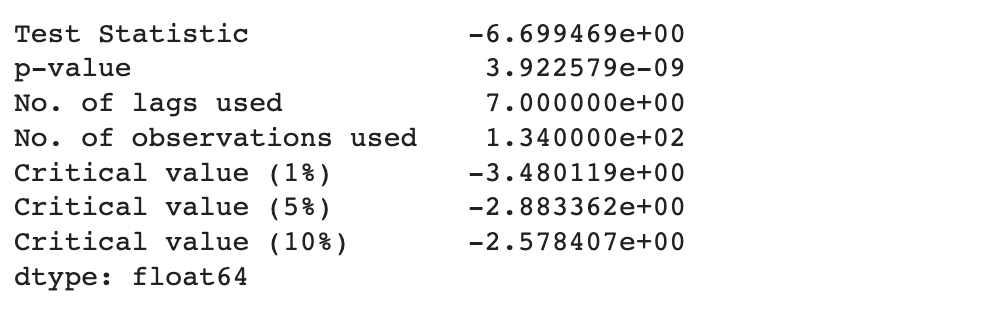 Test Statistic -6.699469e+00
p-value 3.922579e-09
No. of lags used 7.000000e+00
No. of observations used 1.340000e+02
Critical value (1%) -3.480119e+00
Critical value (5%) -2.883362e+00
Critical value (10%) -2.578407e+00
dtype: float64